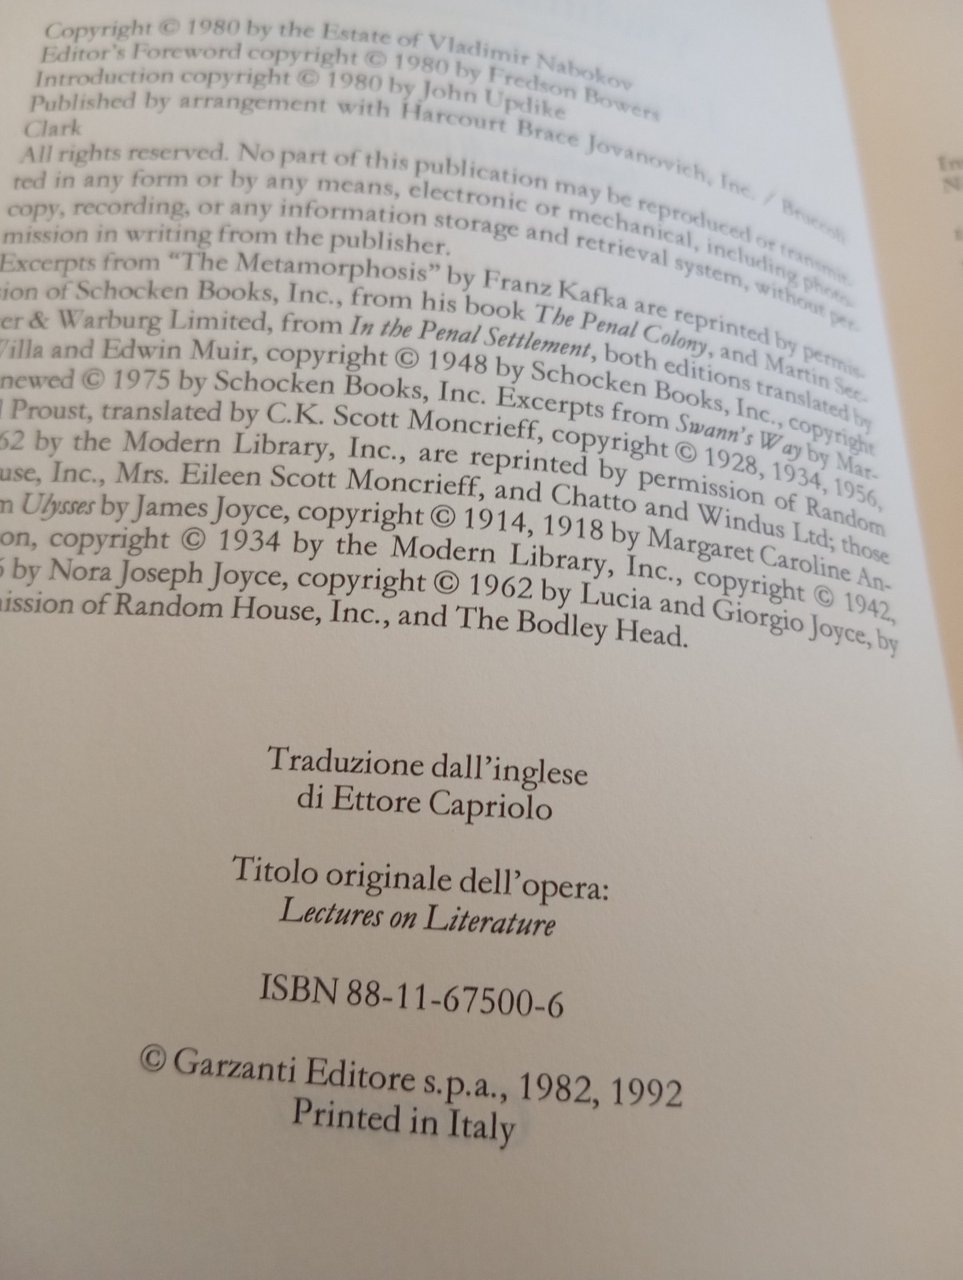 Copyright © 1980 by the Estate of Vladimir Nabokov
Editor's Foreword copyright © 1980 by Fredson Bowers
Introduction copyright © 1980 by John Updike
Published by arrangement with Harcourt Brace Jovanovich, Inc. / Bruccoli
Clark
All rights reserved. No part of this publication may be reproduced or transmit-
ted in any form or by any means, electronic or mechanical, including photo-
copy, recording, or any information storage and retrieval system, without per-
mission in writing from the publisher.
Excerpts from "The Metamorphosis" by Franz Kafka are reprinted by permis-
sion of Schocken Books, Inc., from his book The Penal Colony, and Martin Sec-
er & Warburg Limited, from In the Penal Settlement, both editions translated by
Willa and Edwin Muir, copyright © 1948 by Schocken Books, Inc., copyright
newed © 1975 by Schocken Books, Inc. Excerpts from Swann's Way by Mar-
l Proust, translated by C.K. Scott Moncrieff, copyright © 1928, 1934, 1956,
62 by the Modern Library, Inc., are reprinted by permission of Random
use, Inc., Mrs. Eileen Scott Moncrieff, and Chatto and Windus Ltd; those
m Ulysses by James Joyce, copyright © 1914, 1918 by Margaret Caroline An-
on, copyright © 1934 by the Modern Library, Inc., copyright © 1942,
6 by Nora Joseph Joyce, copyright © 1962 by Lucia and Giorgio Joyce, by
ission of Random House, Inc., and The Bodley Head.
Traduzione dall'inglese
di Ettore Capriolo
Titolo originale dell'opera:
Lectures on Literature
ISBN 88-11-67500-6
© Garzanti Editore s.p.a., 1982, 1992
Printed in Italy